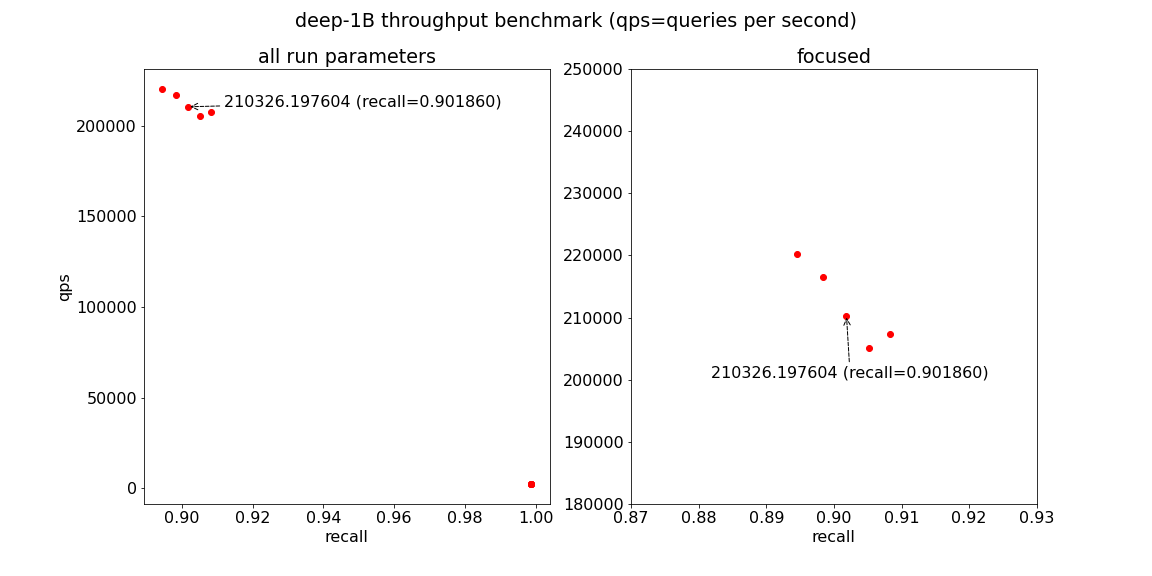 deep-1B throughput benchmark (qps=queries per second)
all run parameters
210326.197604 (recall=0.901860)
200000
150000
100000
50000
0
qps
0.90 0.92 0.94 0.96 0.98 1.00
recall
focused
250000
240000
230000
220000
210000
200000
190000
180000
210326.197604 (recall=0.901860)
0.87 0.88 0.89 0.90 0.91 0.92 0.93
recall